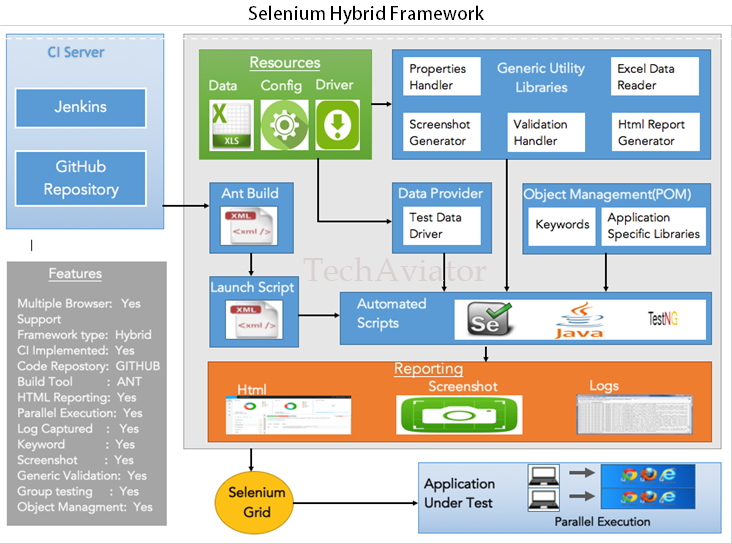 Selenium Hybrid Framework
CI Server
Jenkins
GitHub
Repository
Resources
Data Config Driver
XLS
Generic Utility
Libraries
Properties
Handler
Excel Data
Reader
Screenshot
Generator
Validation
Handler
Html Report
Generator
Ant Build
XML
<xml/>
Data Provider
Test Data
Driver
Object Management(POM)
Keywords
Application
Specific Libraries
TechAviator
Launch Script
XML
<xml/>
Automated
Scripts
Se
Java
TestNG
Reporting
Html
Screenshot
Logs
Features
Multiple Browser: Yes
Support
Framework type: Hybrid
CI Implemented: Yes
Code Repostory: GITHUB
Build Tool : ANT
HTML Reporting: Yes
Parallel Execution: Yes
Log Captured : Yes
Keyword : Yes
Screenshot : Yes
Generic Validation: Yes
Group testing : Yes
Object Managment: Yes
Selenium
Grid
Application
Under Test
Parallel Execution